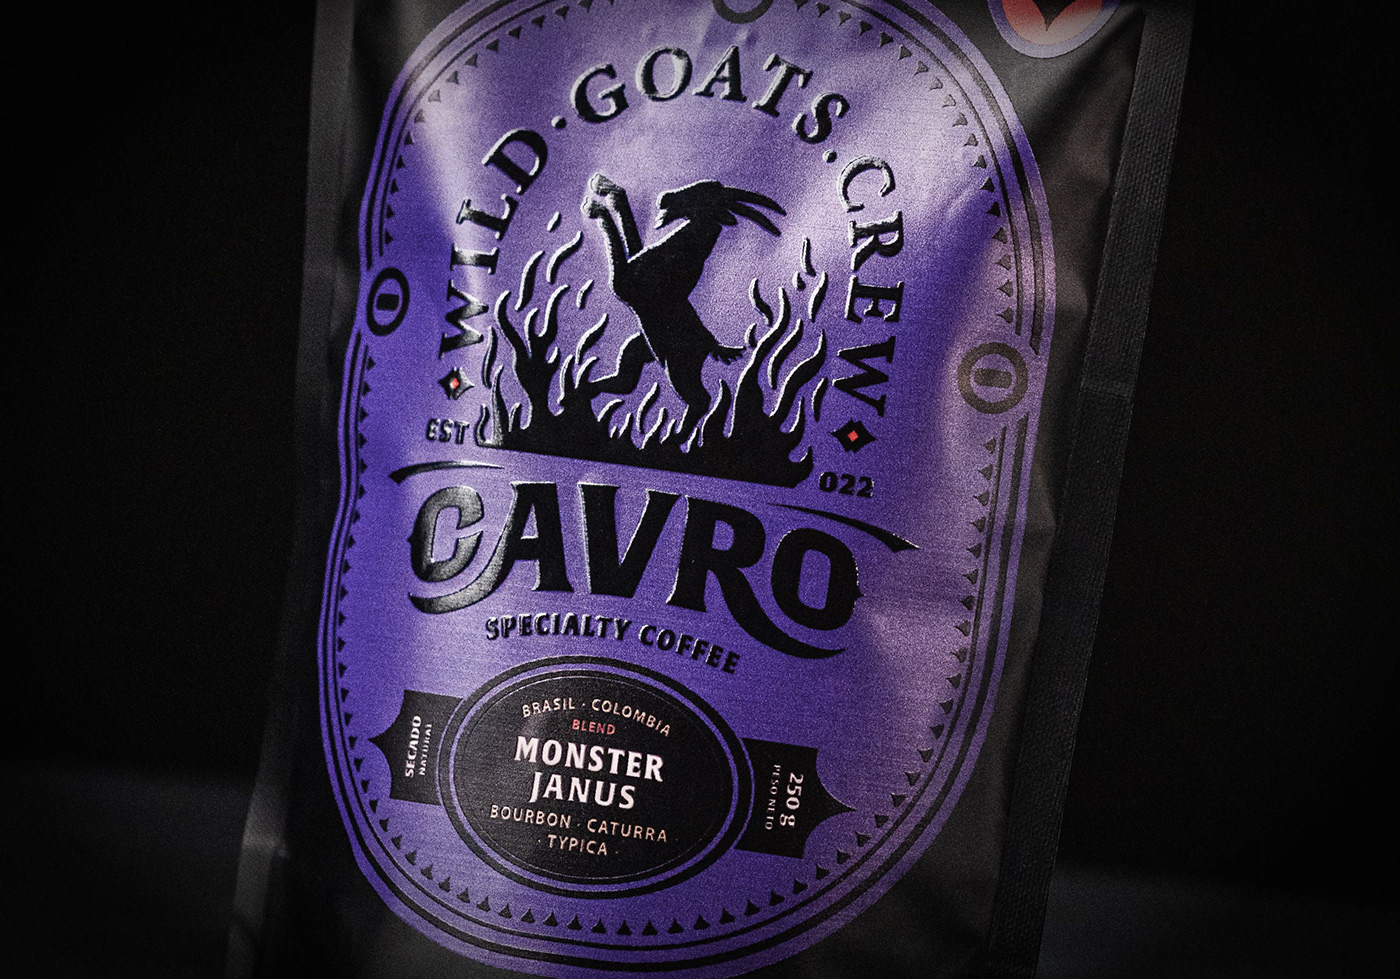 WILD·GOATS·CREW
EST
022
CAVRO
SPECIALTY COFFEE
BRASIL · COLOMBIA
BLEND
MONSTER
JANUS
BOURBON · CATURRA ·
· TYPICA ·
SECADO
NATURAL
250 g
PESO NETO